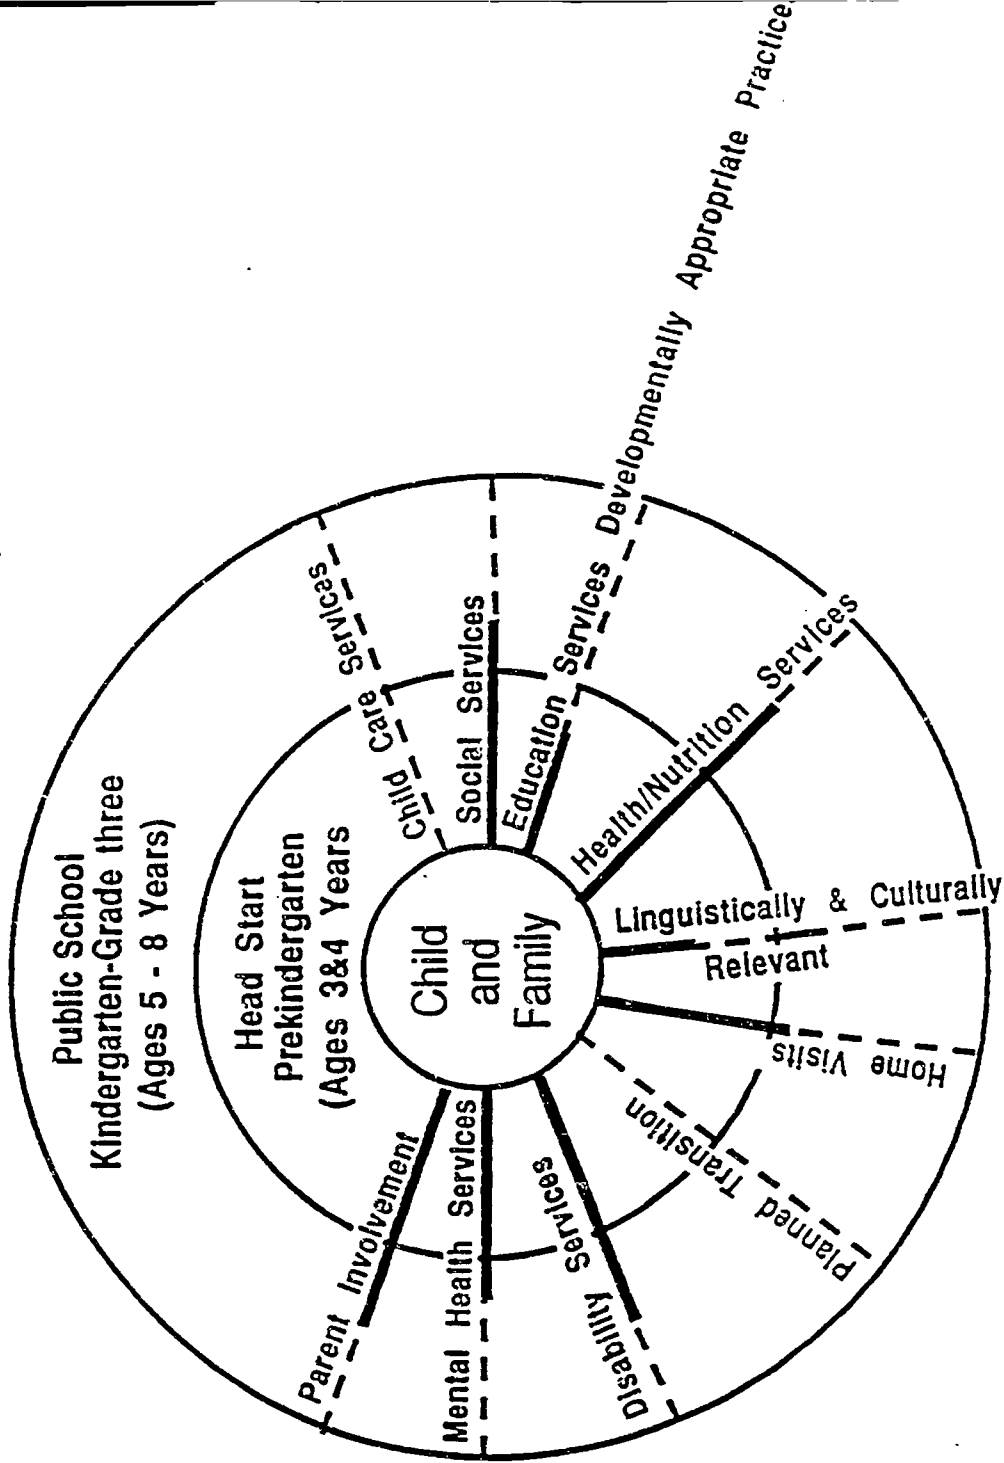 Public School
Kindergarten-Grade three
(Ages 5 - 8 Years)
Head Start
Prekindergarten
(Ages 3&4 Years
Child
and
Family
Parent Involvement
Mental Health Services
Disability Services
Planned Transition
Home Visits
Linguistically & Culturally
Relevant
Health/Nutrition Services
Education Services Developmentally Appropriate Practice
Social Services
Child Care Services